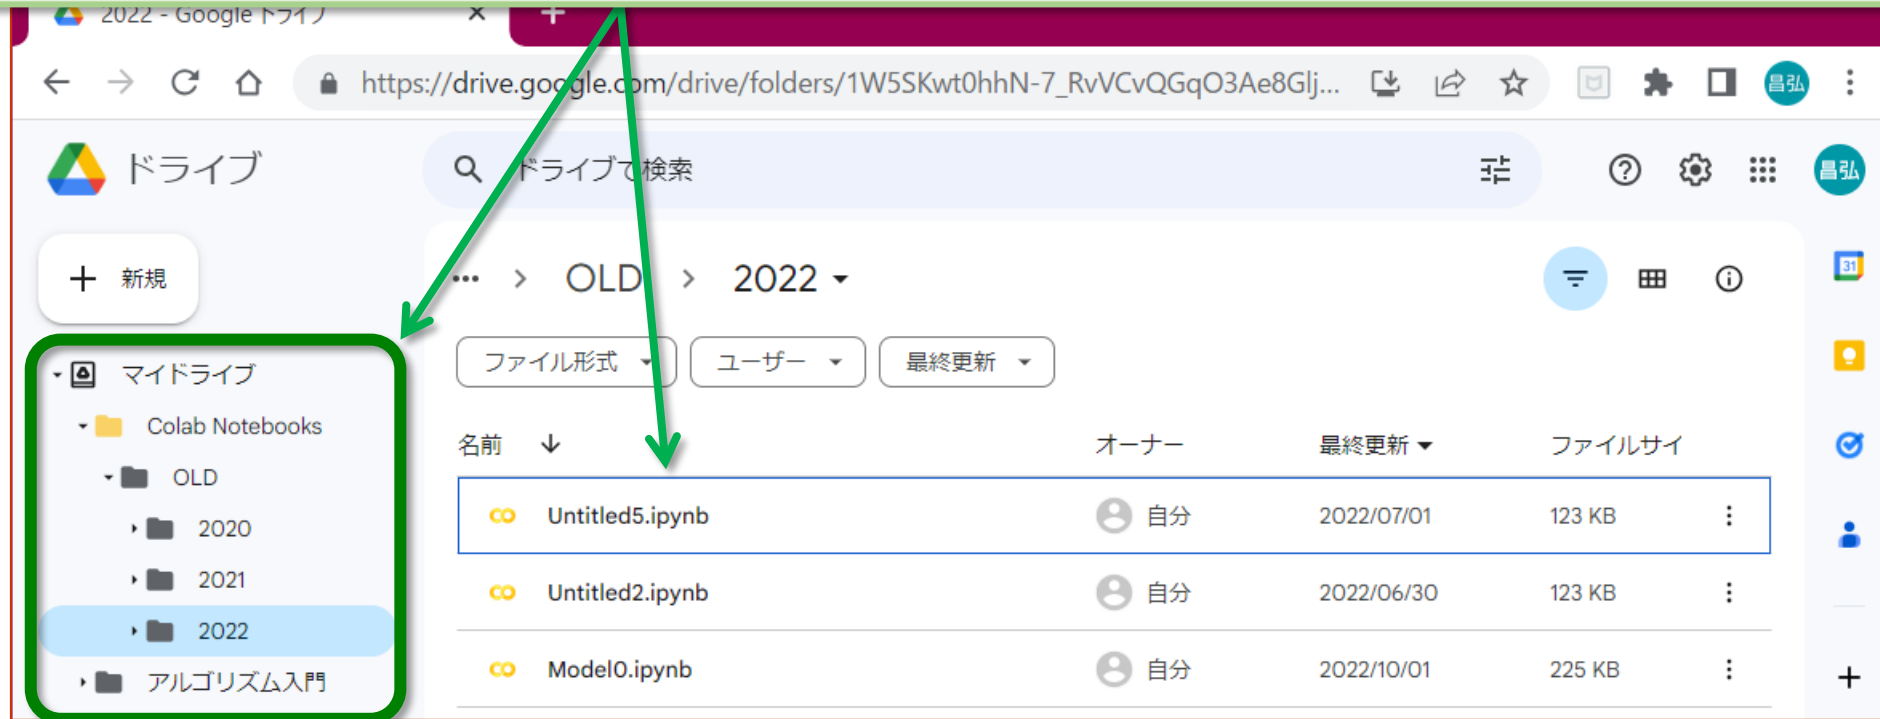 2022 - Google ドライブ
https://drive.google.com/drive/folders/1W5SKwt0hhN-7_RvVCvQGqO3Ae8Glj...
昌弘
ドライブ
ドライブで検索
昌弘
新規
... > OLD > 2022
31
マイドライブ
ファイル形式 ユーザー 最終更新
Colab Notebooks
名前 オーナー 最終更新 ファイルサイ
OLD
Untitled5.ipynb 自分 2022/07/01 123 KB
2020
2021
Untitled2.ipynb 自分 2022/06/30 123 KB
2022
Model0.ipynb 自分 2022/10/01 225 KB
アルゴリズム入門